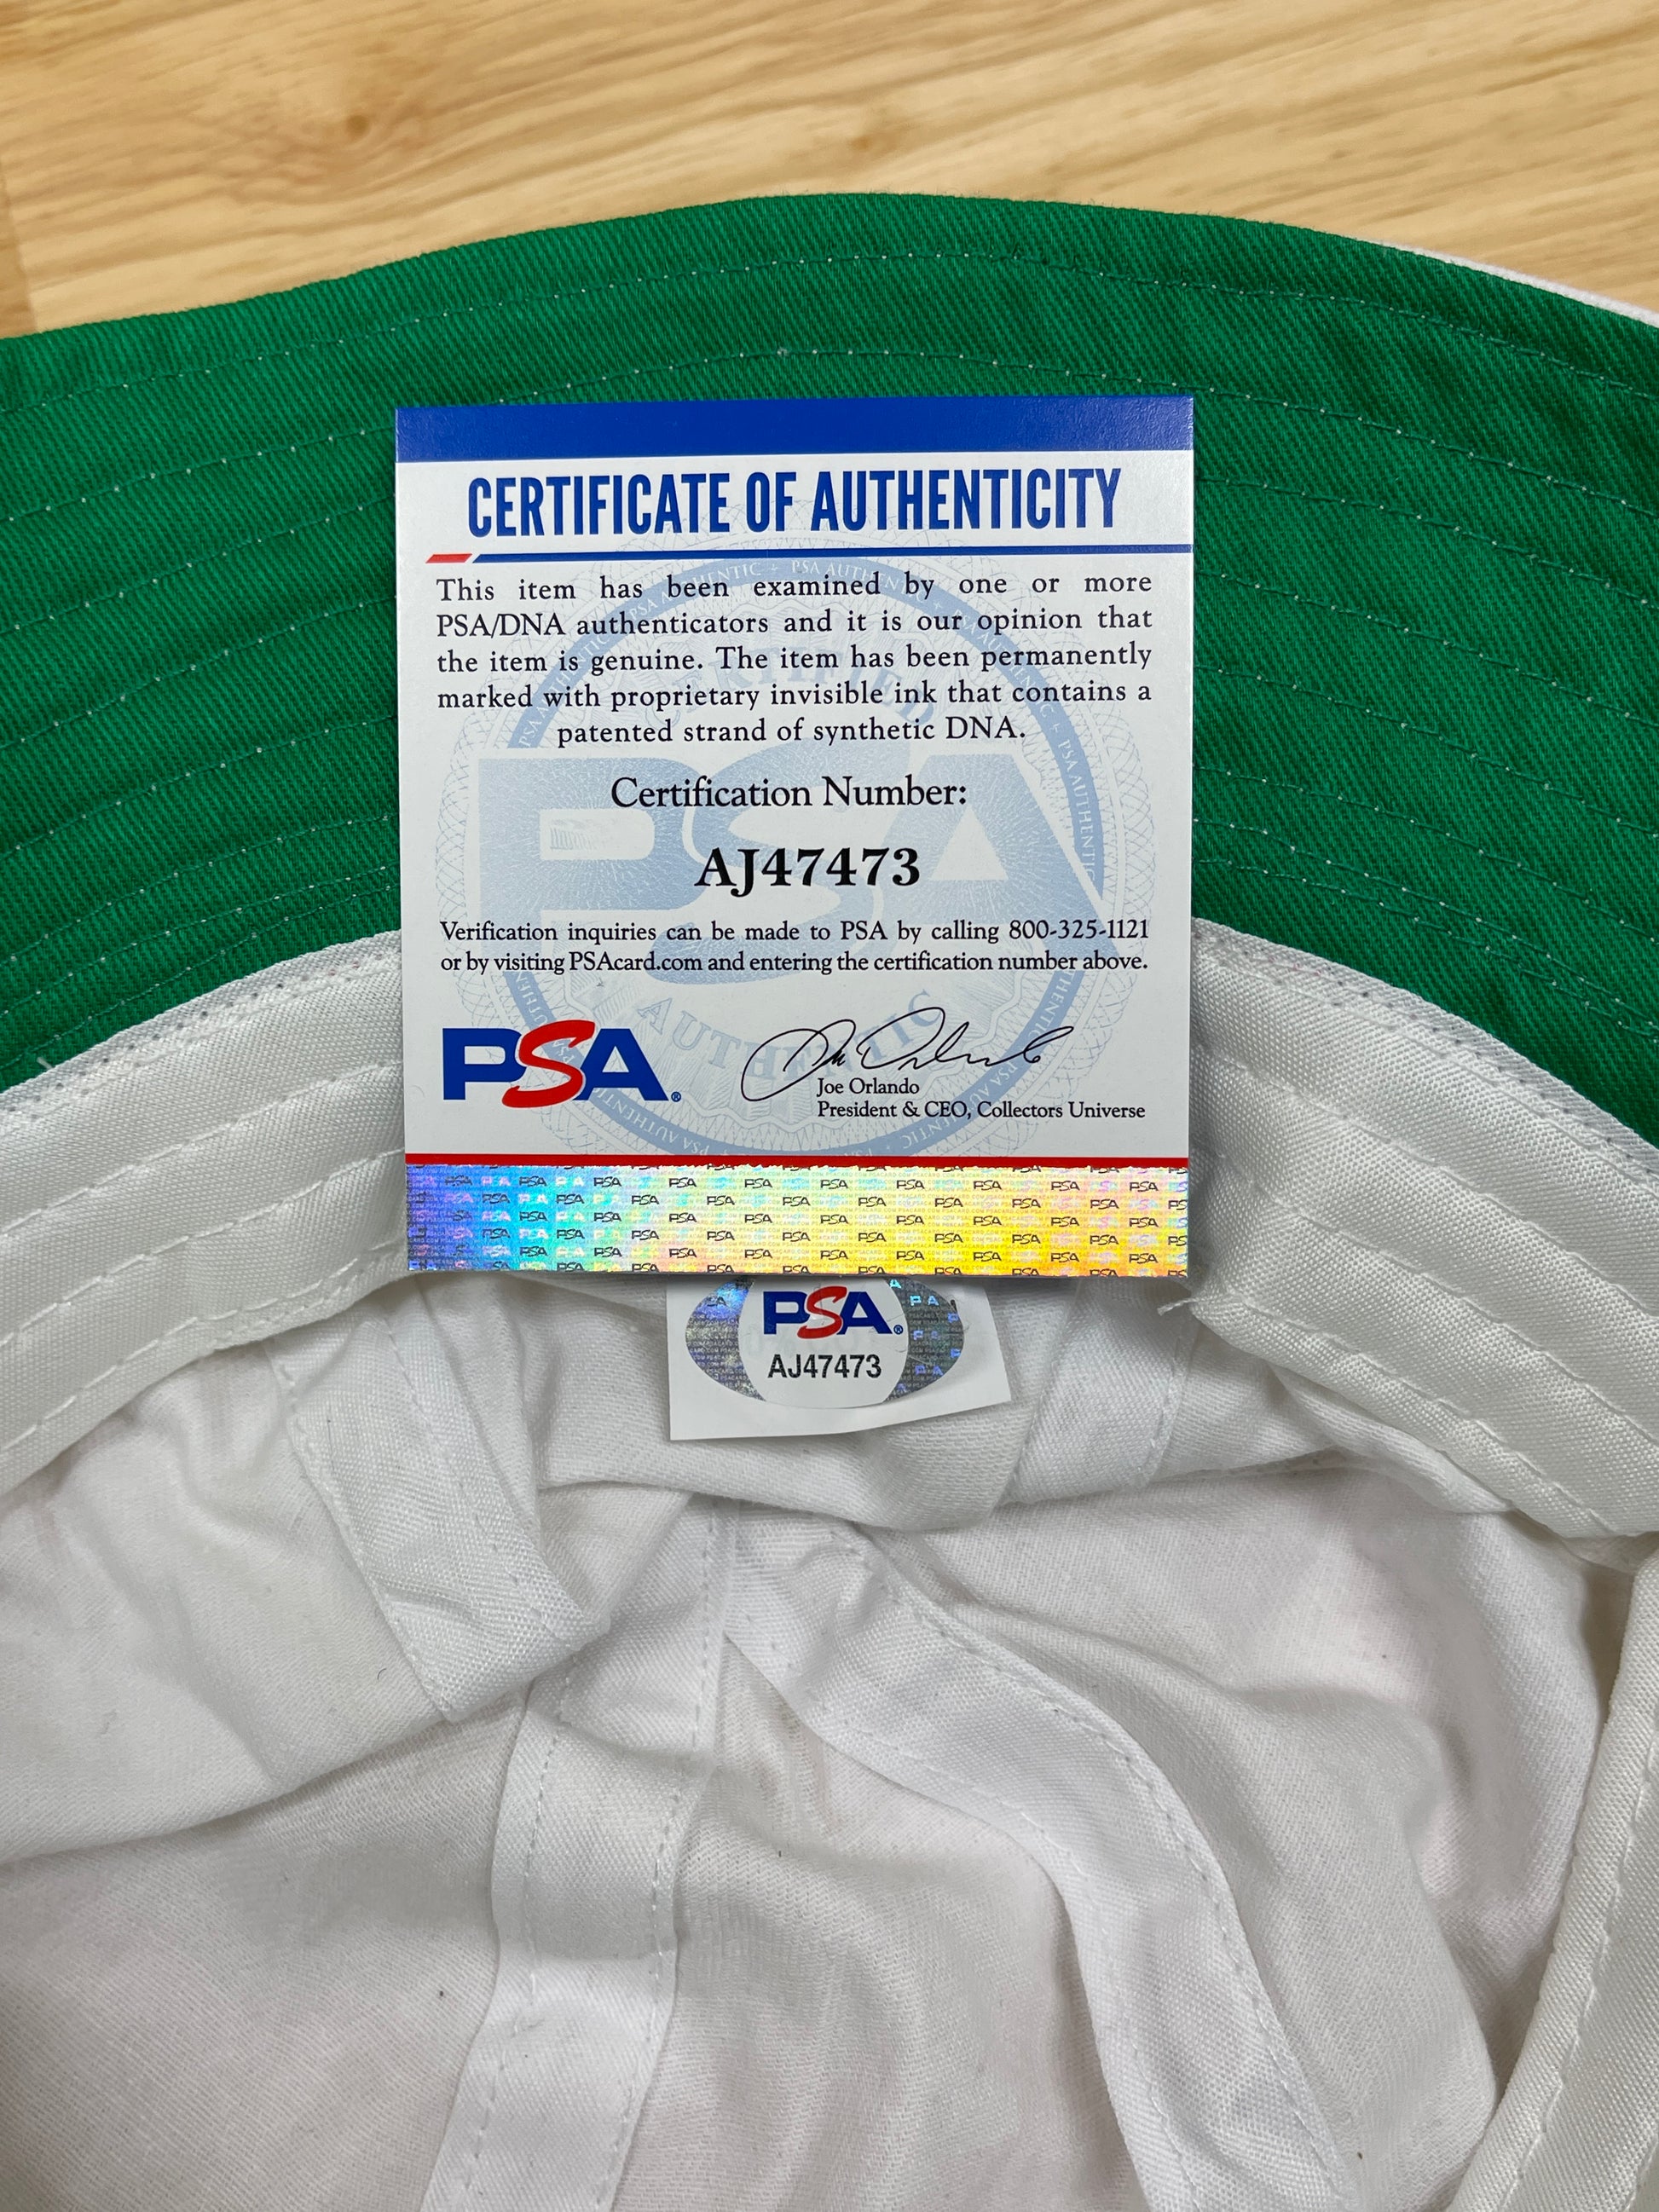 CERTIFICATE OF AUTHENTICITY
This item has been examined by one or more
PSA/DNA authenticators and it is our opinion that
the item is genuine. The item has been permanently
marked with proprietary invisible ink that contains a
patented strand of synthetic DNA.
Certification Number:
AJ47473
Verification inquiries can be made to PSA by calling 800-325-1121
or by visiting PSAcard.com and entering the certification number above.
PSA®
Joe Orlando
President & CEO, Collectors Universe
PSA®
AJ47473